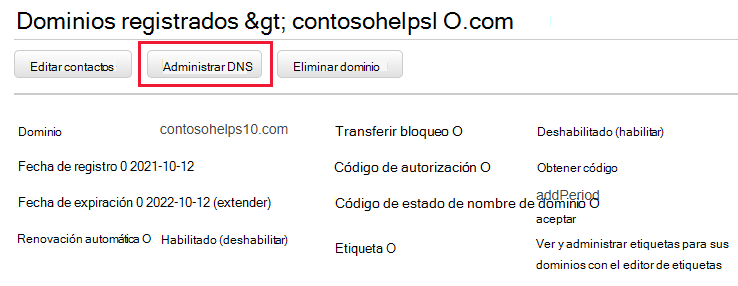 Dominios registrados &gt; contosohelpsl O.com
Editar contactos
Administrar DNS
Eliminar dominio
Dominio
contosohelps10.com
Transferir bloqueo O
Deshabilitado (habilitar)
Fecha de registro 0 2021-10-12
Código de autorización O
Obtener código
Fecha de expiración 0 2022-10-12 (extender)
Código de estado de nombre de dominio O
addPeriod
aceptar
Renovación automática O
Habilitado (deshabilitar)
Etiqueta O
Ver y administrar etiquetas para sus
dominios con el editor de etiquetas